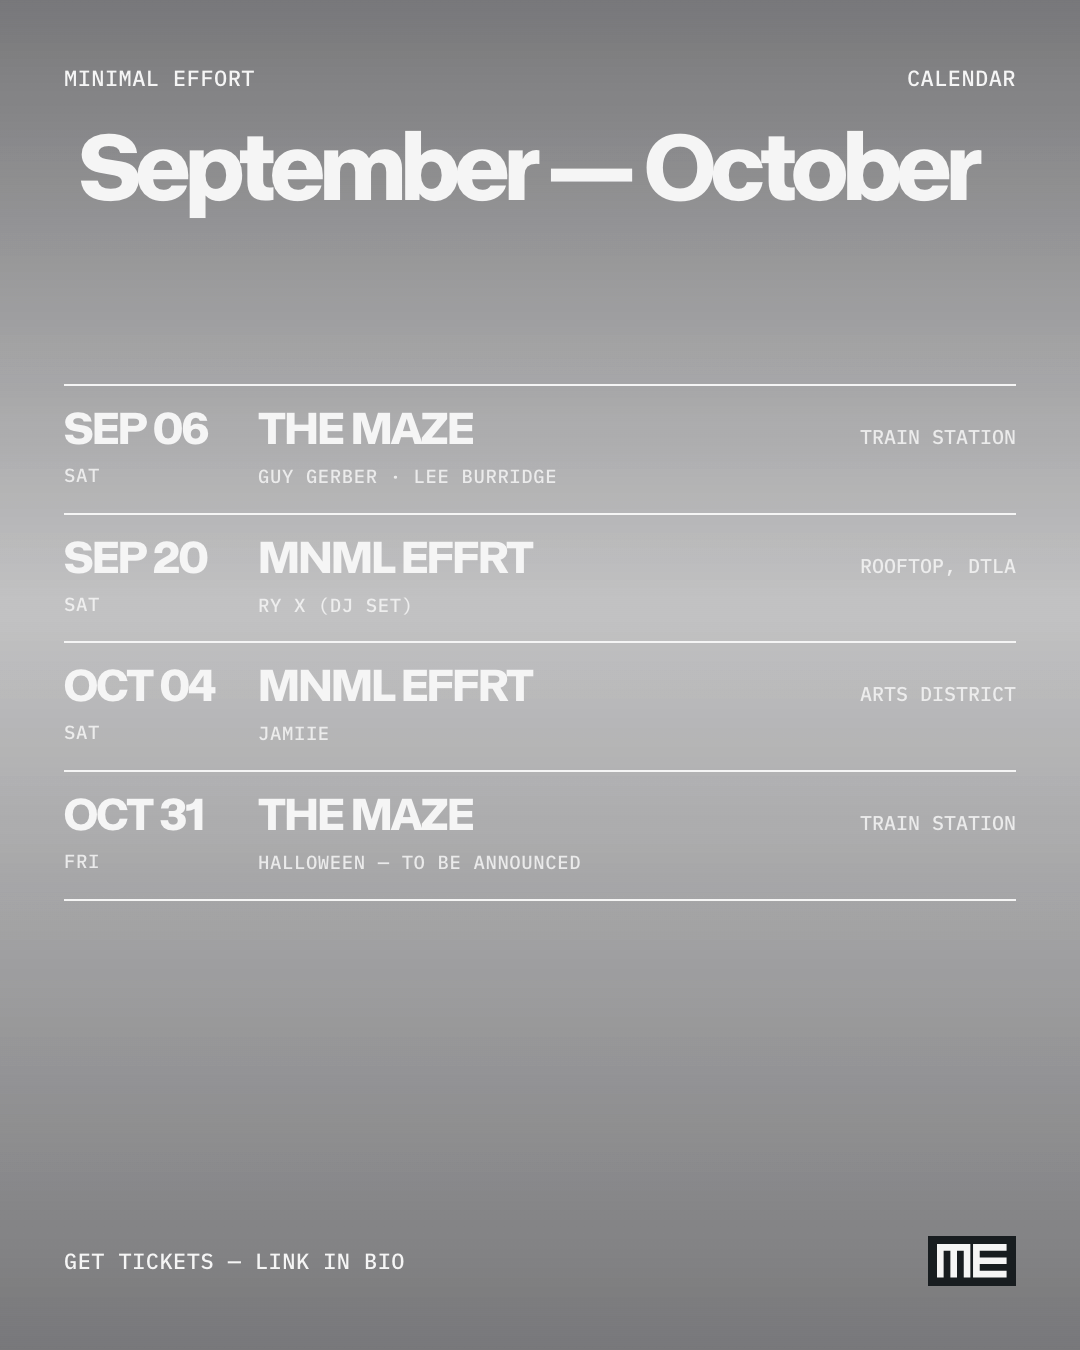 MINIMAL EFFORT
CALENDAR
September — October
SEP 06
THE MAZE
TRAIN STATION
SAT
GUY GERBER · LEE BURRIDGE
SEP 20
MNML EFFRT
ROOFTOP, DTLA
SAT
RY X (DJ SET)
OCT 04
MNML EFFRT
ARTS DISTRICT
SAT
JAMIIE
OCT 31
THE MAZE
TRAIN STATION
FRI
HALLOWEEN — TO BE ANNOUNCED
GET TICKETS — LINK IN BIO
ME